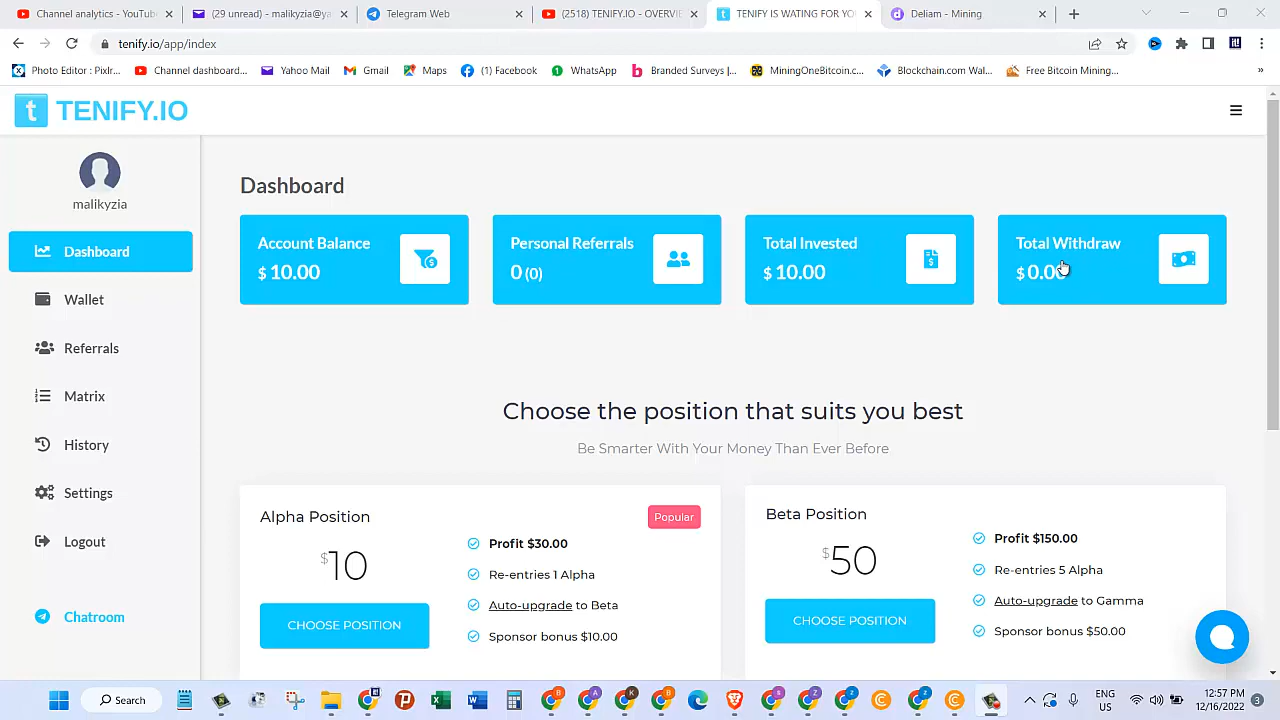 Channel analytics - YouTub
(29 unread) - malikyzia@ya
Telegram Web
(2518) TENIFY.IO - OVERVIE
TENIFY IS WATING FOR YO
Deliam - Mining
tenify.io/app/index
Photo Editor : Pixlr...
Channel dashboard...
Yahoo Mail
Gmail
Maps
(1) Facebook
WhatsApp
Branded Surveys |...
MiningOneBitcoin.c...
Blockchain.com Wal...
Free Bitcoin Mining...
»
t TENIFY.IO
malikyzia
Dashboard
Wallet
Referrals
Matrix
History
Settings
Logout
Chatroom
Dashboard
Account Balance
$ 10.00
Personal Referrals
0 (0)
Total Invested
$ 10.00
Total Withdraw
$ 0.00
Choose the position that suits you best
Be Smarter With Your Money Than Ever Before
Alpha Position
Popular
$10
CHOOSE POSITION
Profit $30.00
Re-entries 1 Alpha
Auto-upgrade to Beta
Sponsor bonus $10.00
Beta Position
$50
CHOOSE POSITION
Profit $150.00
Re-entries 5 Alpha
Auto-upgrade to Gamma
Sponsor bonus $50.00
Search
ENG
US
12:57 PM
12/16/2022
3